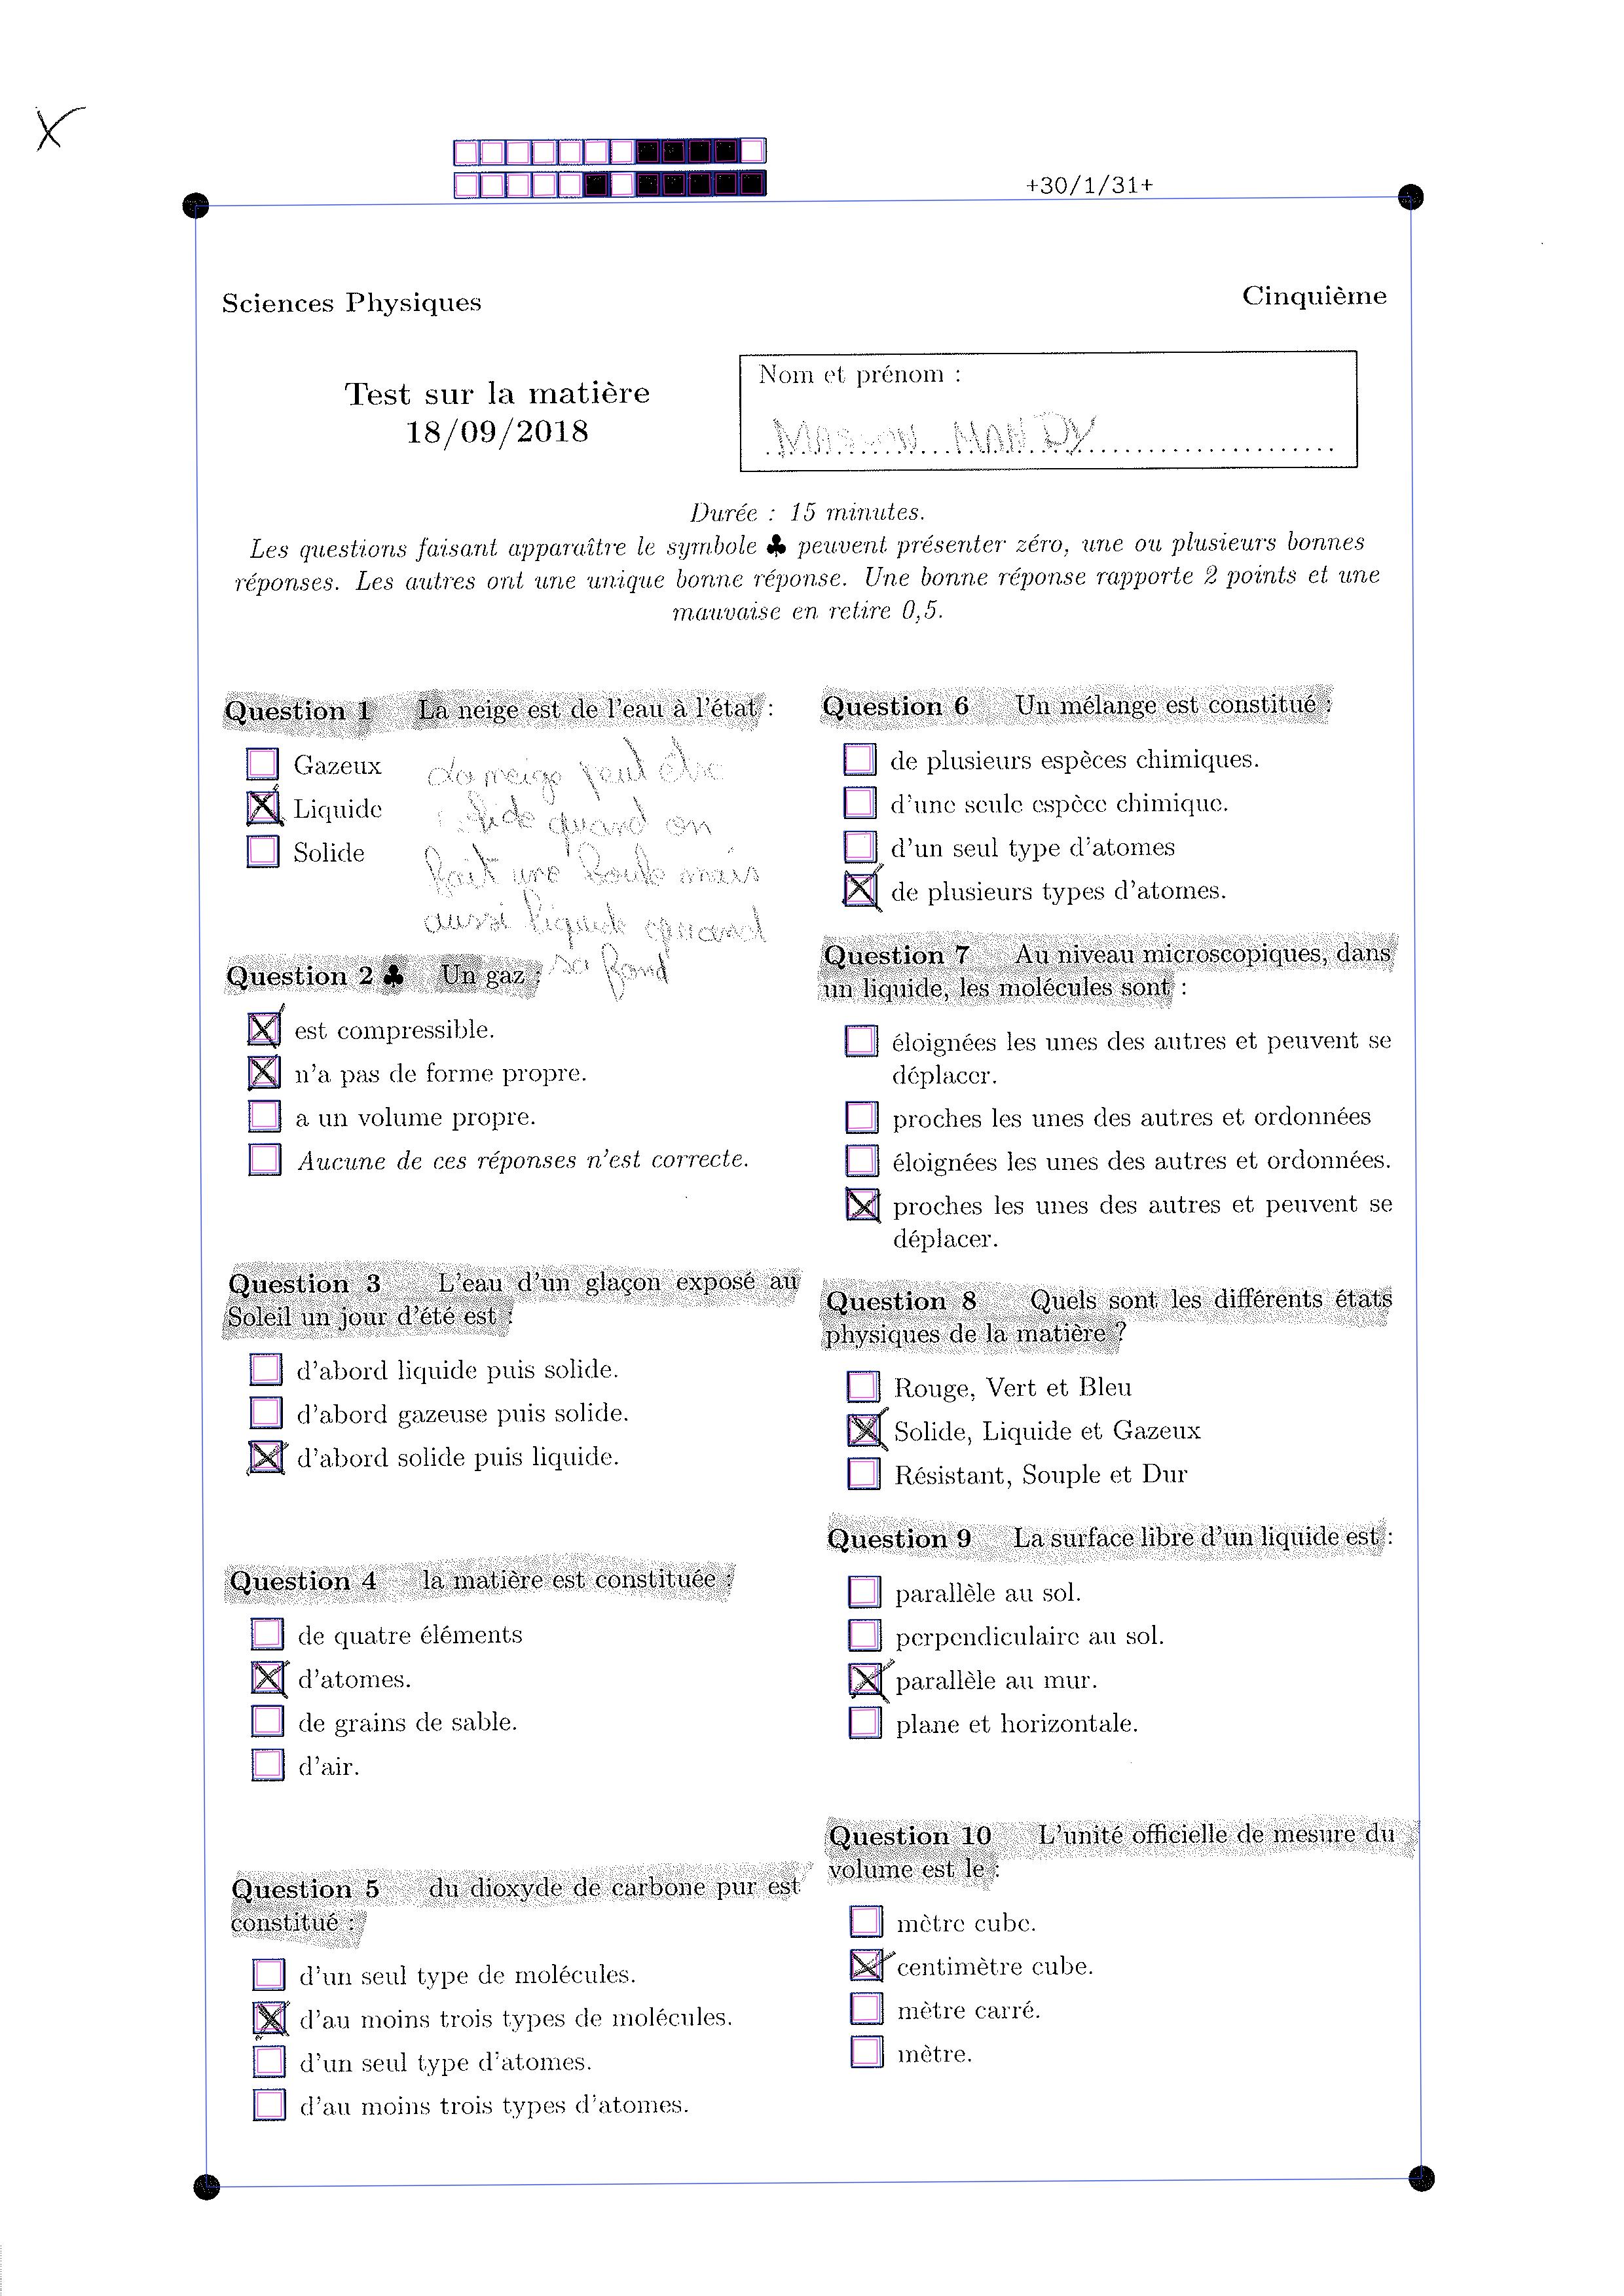 +30/1/31+
Sciences Physiques
Cinquième
Test sur la matière
18/09/2018
Nom et prénom :
MANDY
Durée : 15 minutes.
Les questions faisant apparaître le symbole ♣ peuvent présenter zéro, une ou plusieurs bonnes
réponses. Les autres ont une unique bonne réponse. Une bonne réponse rapporte 2 points et une
mauvaise en retire 0,5.
Question 1 La neige est de l'eau à l'état :
Gazeux
Liquide
Solide
La neige peut être
quand on
fait une boule mais
aussi liquide quand
sa fond
Question 2 ♣ Un gaz :
est compressible.
n'a pas de forme propre.
a un volume propre.
Aucune de ces réponses n'est correcte.
Question 3 L'eau d'un glaçon exposé au
Soleil un jour d'été est :
d'abord liquide puis solide.
d'abord gazeuse puis solide.
d'abord solide puis liquide.
Question 4 la matière est constituée :
de quatre éléments
d'atomes.
de grains de sable.
d'air.
Question 5 du dioxyde de carbone pur est
constitué :
d'un seul type de molécules.
d'au moins trois types de molécules.
d'un seul type d'atomes.
d'au moins trois types d'atomes.
Question 6 Un mélange est constitué :
de plusieurs espèces chimiques.
d'une seule espèce chimique.
d'un seul type d'atomes
de plusieurs types d'atomes.
Question 7 Au niveau microscopiques, dans
un liquide, les molécules sont :
éloignées les unes des autres et peuvent se
déplacer.
proches les unes des autres et ordonnées
éloignées les unes des autres et ordonnées.
proches les unes des autres et peuvent se
déplacer.
Question 8 Quels sont les différents états
physiques de la matière ?
Rouge, Vert et Bleu
Solide, Liquide et Gazeux
Résistant, Souple et Dur
Question 9 La surface libre d'un liquide est :
parallèle au sol.
perpendiculaire au sol.
parallèle au mur.
plane et horizontale.
Question 10 L'unité officielle de mesure du
volume est le :
mètre cube.
centimètre cube.
mètre carré.
mètre.